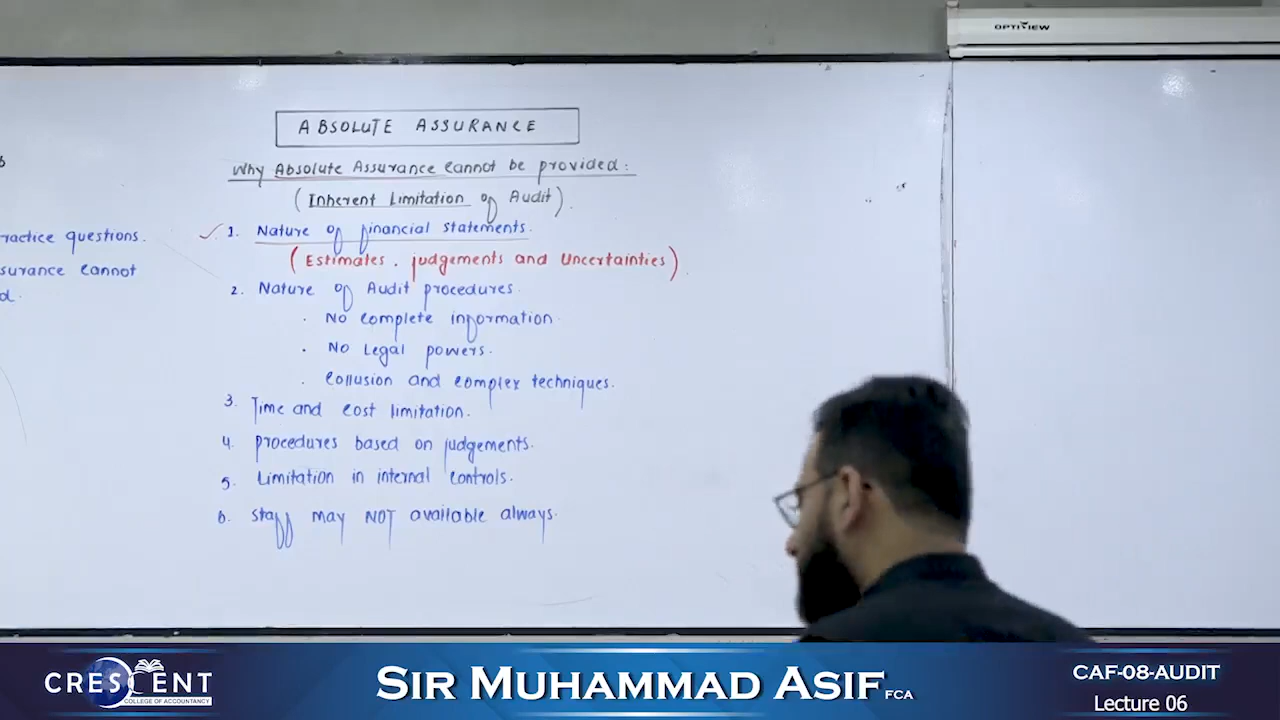 OPTIVIEW
ABSOLUTE ASSURANCE
Why Absolute Assurance Cannot be provided:
(Inherent Limitation of Audit).
ractice questions.
surance Cannot
d.
1. Nature of financial statements.
(Estimates, judgements and Uncertainties).
2. Nature of Audit procedures.
. No Complete information.
. No Legal powers.
. Collusion and Complex techniques.
3. Time and Cost limitation.
4. procedures based on judgements.
5. Limitation in internal Controls.
6. Staff may NOT available always.
CRESCENT
COLLEGE OF ACCOUNTANCY
SIR MUHAMMAD ASIF FCA
CAF-08-AUDIT
Lecture 06